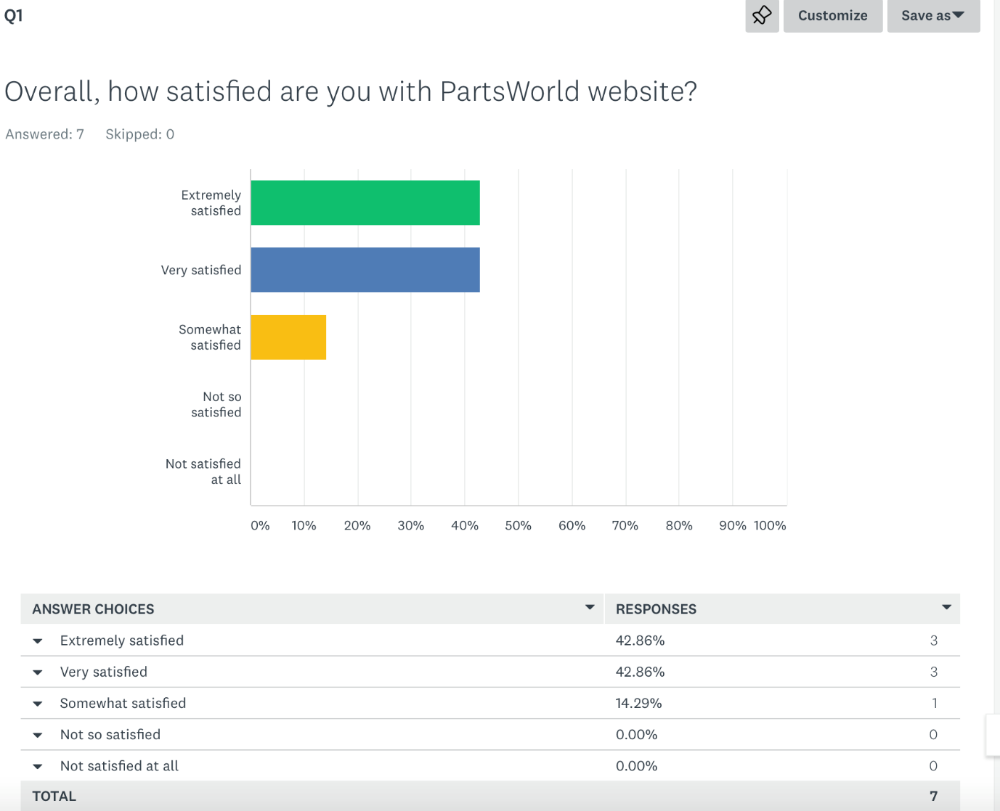 Q1
Customize
Save as
Overall, how satisfied are you with PartsWorld website?
Answered: 7 Skipped: 0
Extremely
satisfied
Very satisfied
Somewhat
satisfied
Not so
satisfied
Not satisfied
at all
0% 10% 20% 30% 40% 50% 60% 70% 80% 90% 100%
ANSWER CHOICES RESPONSES
Extremely satisfied 42.86% 3
Very satisfied 42.86% 3
Somewhat satisfied 14.29% 1
Not so satisfied 0.00% 0
Not satisfied at all 0.00% 0
TOTAL 7